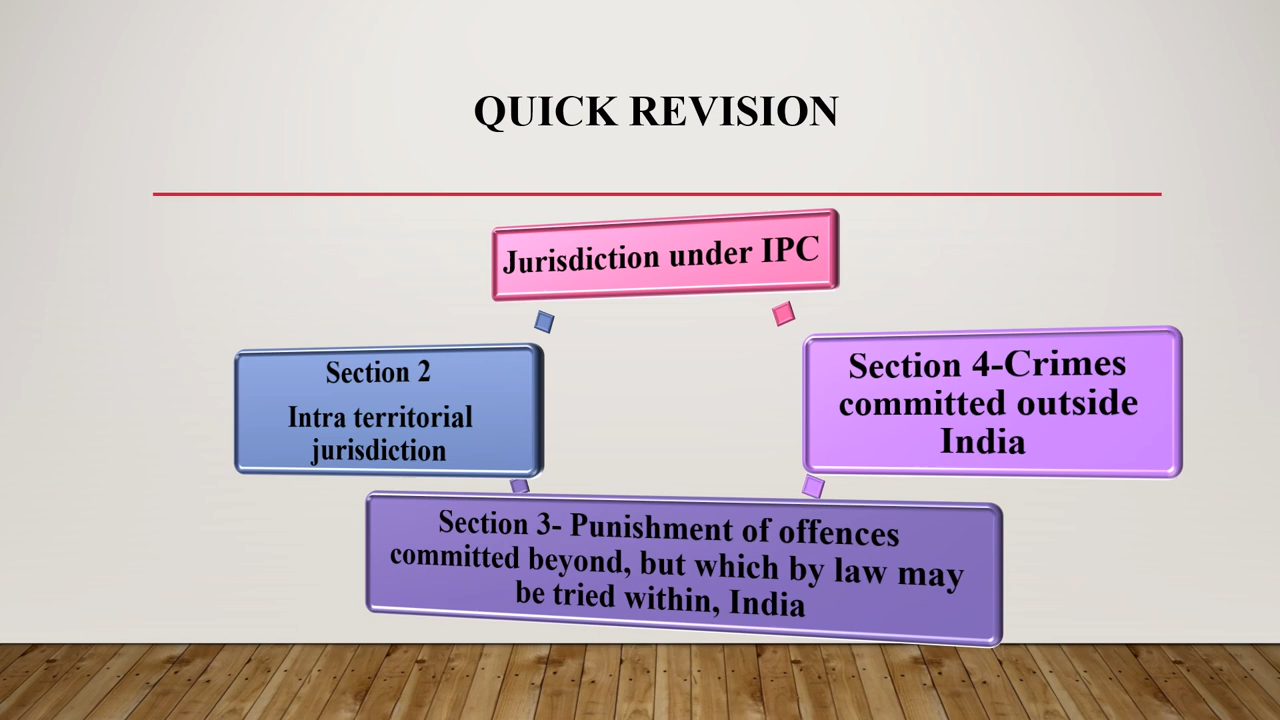 QUICK REVISION
Jurisdiction under IPC
Section 2
Intra territorial
jurisdiction
Section 4-Crimes
committed outside
India
Section 3- Punishment of offences
committed beyond, but which by law may
be tried within, India